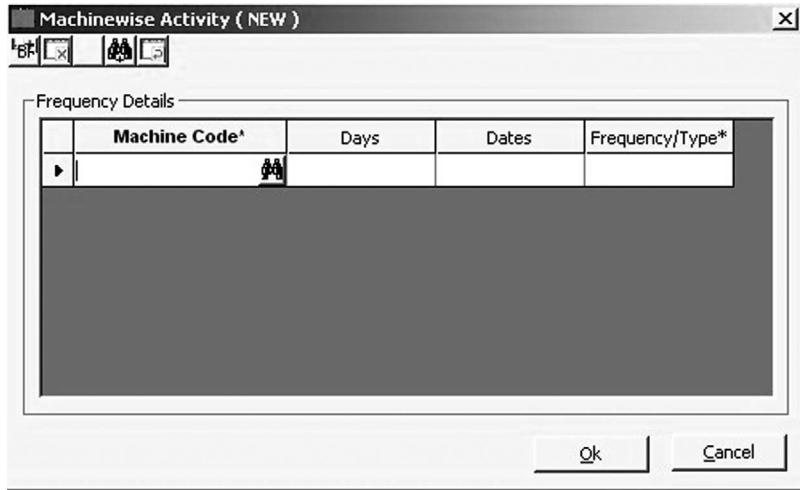 Machinewise Activity ( NEW )
Frequency Details
Machine Code* Days Dates Frequency/Type*
Ok Cancel